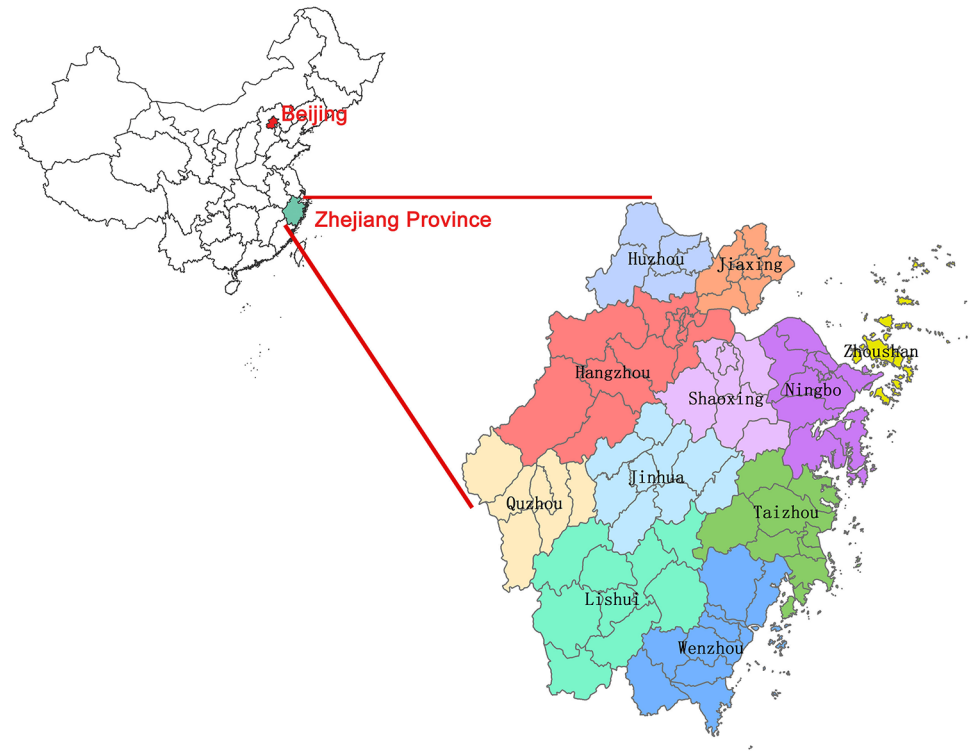 Beijing
Zhejiang Province
Huzhou
Jiaxing
Zhoushan
Hangzhou
Ningbo
Shaoxing
Jinhua
Quzhou
Taizhou
Lishui
Wenzhou